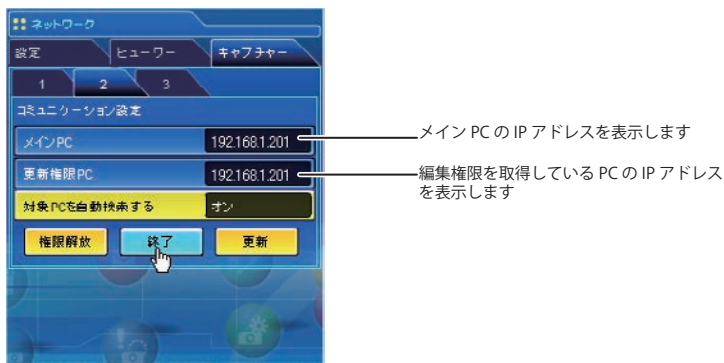 ネットワーク
設定 ビューワー キャプチャー
1 2 3
コミュニケーション設定
メインPC 192.168.1.201
メイン PC の IP アドレスを表示します
更新権限PC 192.168.1.201
編集権限を取得している PC の IP アドレス
を表示します
対象PCを自動検索する オン
権限解放 終了 更新